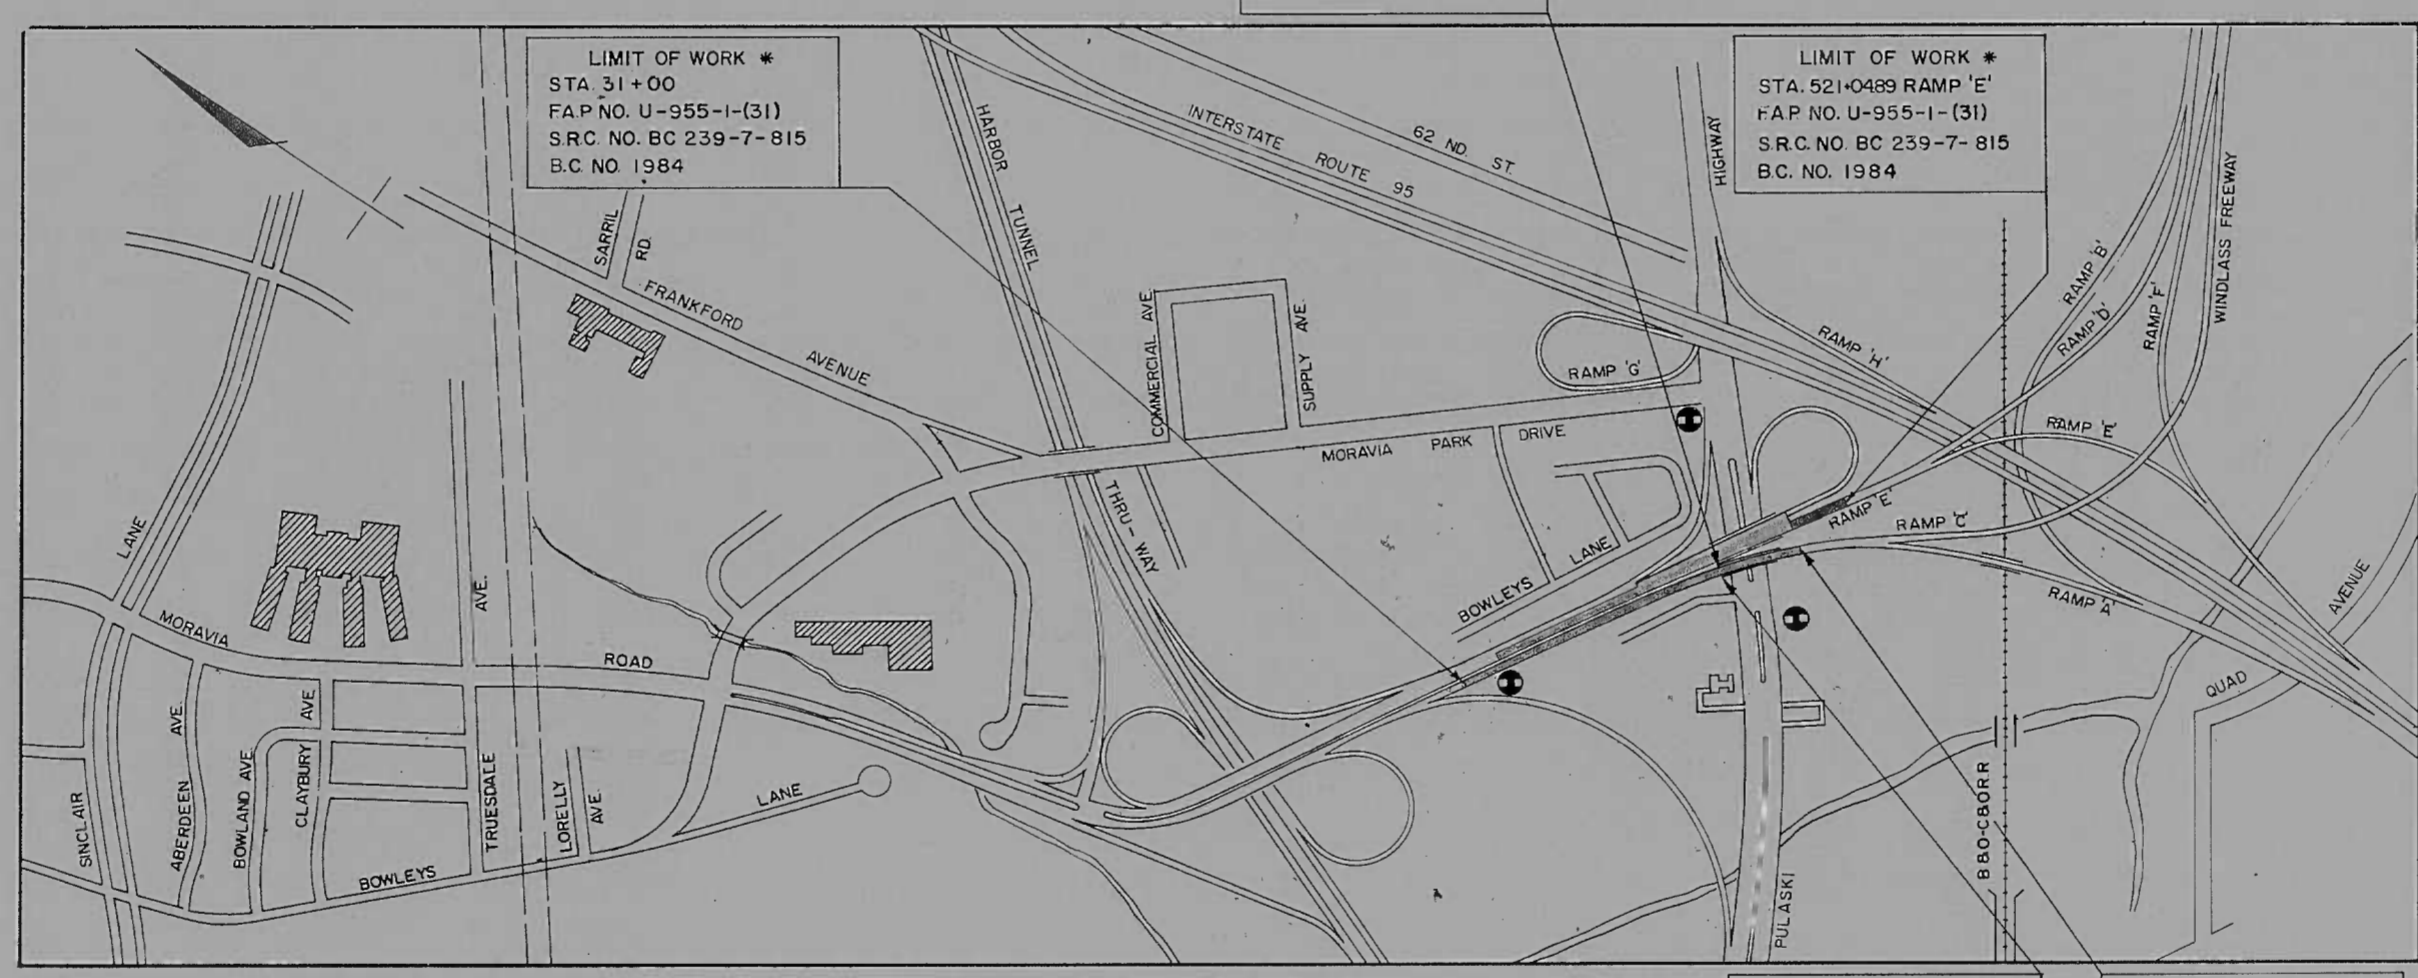 LIMIT OF WORK *
STA. 31+00
F.A.P NO. U-955-1-(31)
S.R.C. NO. BC 239-7-815
B.C. NO. 1984
LIMIT OF WORK *
STA. 521+0489 RAMP 'E'
F.A.P. NO. U-955-1-(31)
S.R.C. NO. BC 239-7-815
B.C. NO. 1984
HARBOR TUNNEL THRU-WAY
INTERSTATE ROUTE 95
62 ND. ST.
HIGHWAY
WINDLASS FREEWAY
RAMP 'B'
RAMP 'D'
RAMP 'F'
SARRIL RD.
FRANKFORD AVENUE
COMMERCIAL AVE.
SUPPLY AVE.
RAMP 'G'
RAMP 'H'
MORAVIA PARK DRIVE
RAMP 'E'
RAMP 'E'
RAMP 'C'
RAMP 'A'
BOWLEYS LANE
LANE
AVE.
MORAVIA ROAD
AVENUE
QUAD
SINCLAIR
ABERDEEN AVE.
BOWLAND AVE.
CLAYBURY AVE
TRUESDALE
LORELLY AVE.
BOWLEYS LANE
PULASKI
B&O-C&O R.R